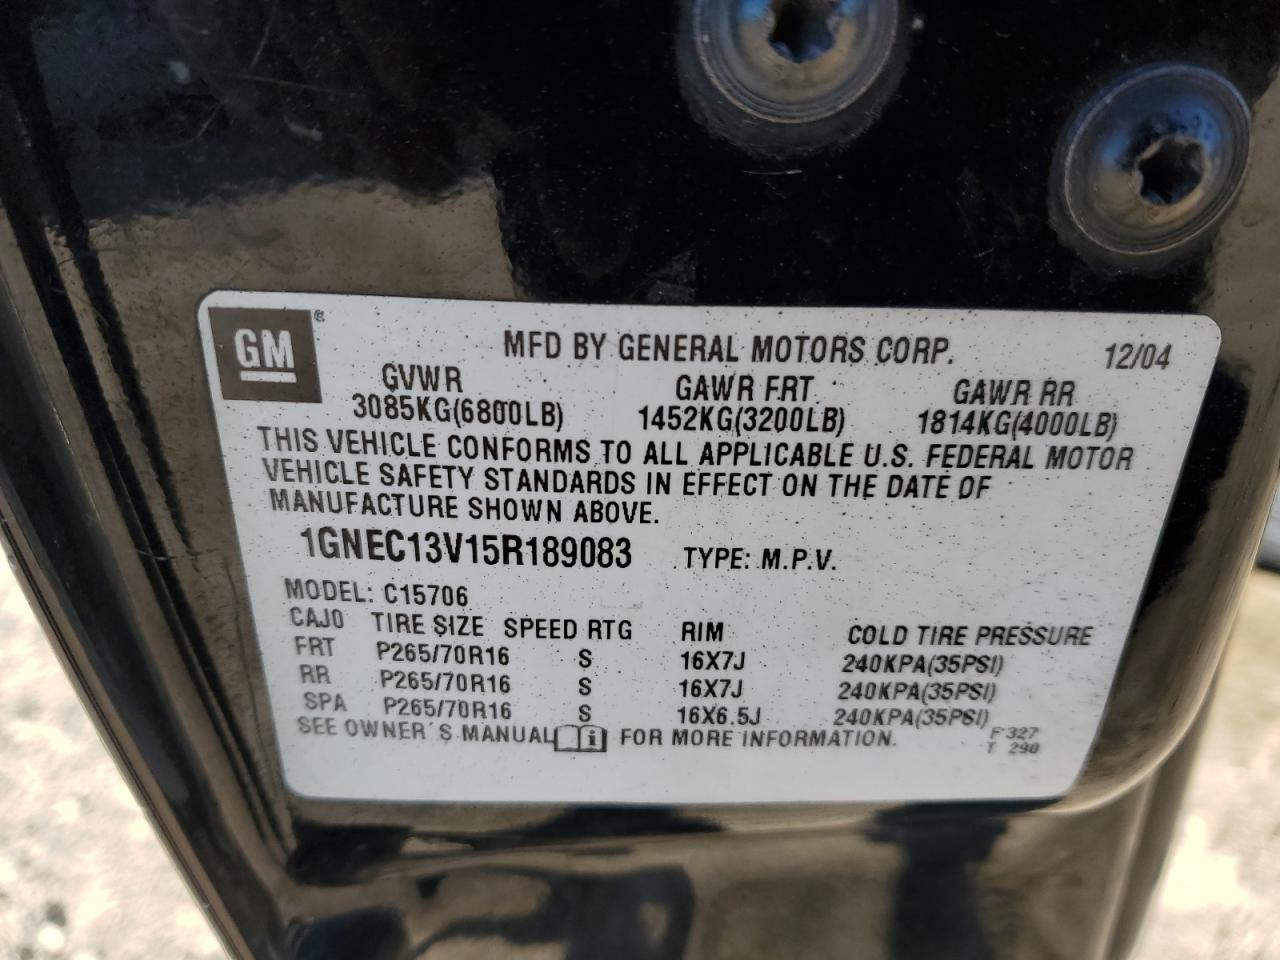 GM®
MFD BY GENERAL MOTORS CORP. 12/04
GVWR GAWR FRT GAWR RR
3085KG(6800LB) 1452KG(3200LB) 1814KG(4000LB)
THIS VEHICLE CONFORMS TO ALL APPLICABLE U.S. FEDERAL MOTOR
VEHICLE SAFETY STANDARDS IN EFFECT ON THE DATE OF
MANUFACTURE SHOWN ABOVE.
1GNEC13V15R189083 TYPE: M.P.V.
MODEL: C15706
CAJ0 TIRE SIZE SPEED RTG RIM COLD TIRE PRESSURE
FRT P265/70R16 S 16X7J 240KPA(35PSI)
RR P265/70R16 S 16X7J 240KPA(35PSI)
SPA P265/70R16 S 16X6.5J 240KPA(35PSI)
SEE OWNER'S MANUAL i FOR MORE INFORMATION.
F 327
T 290